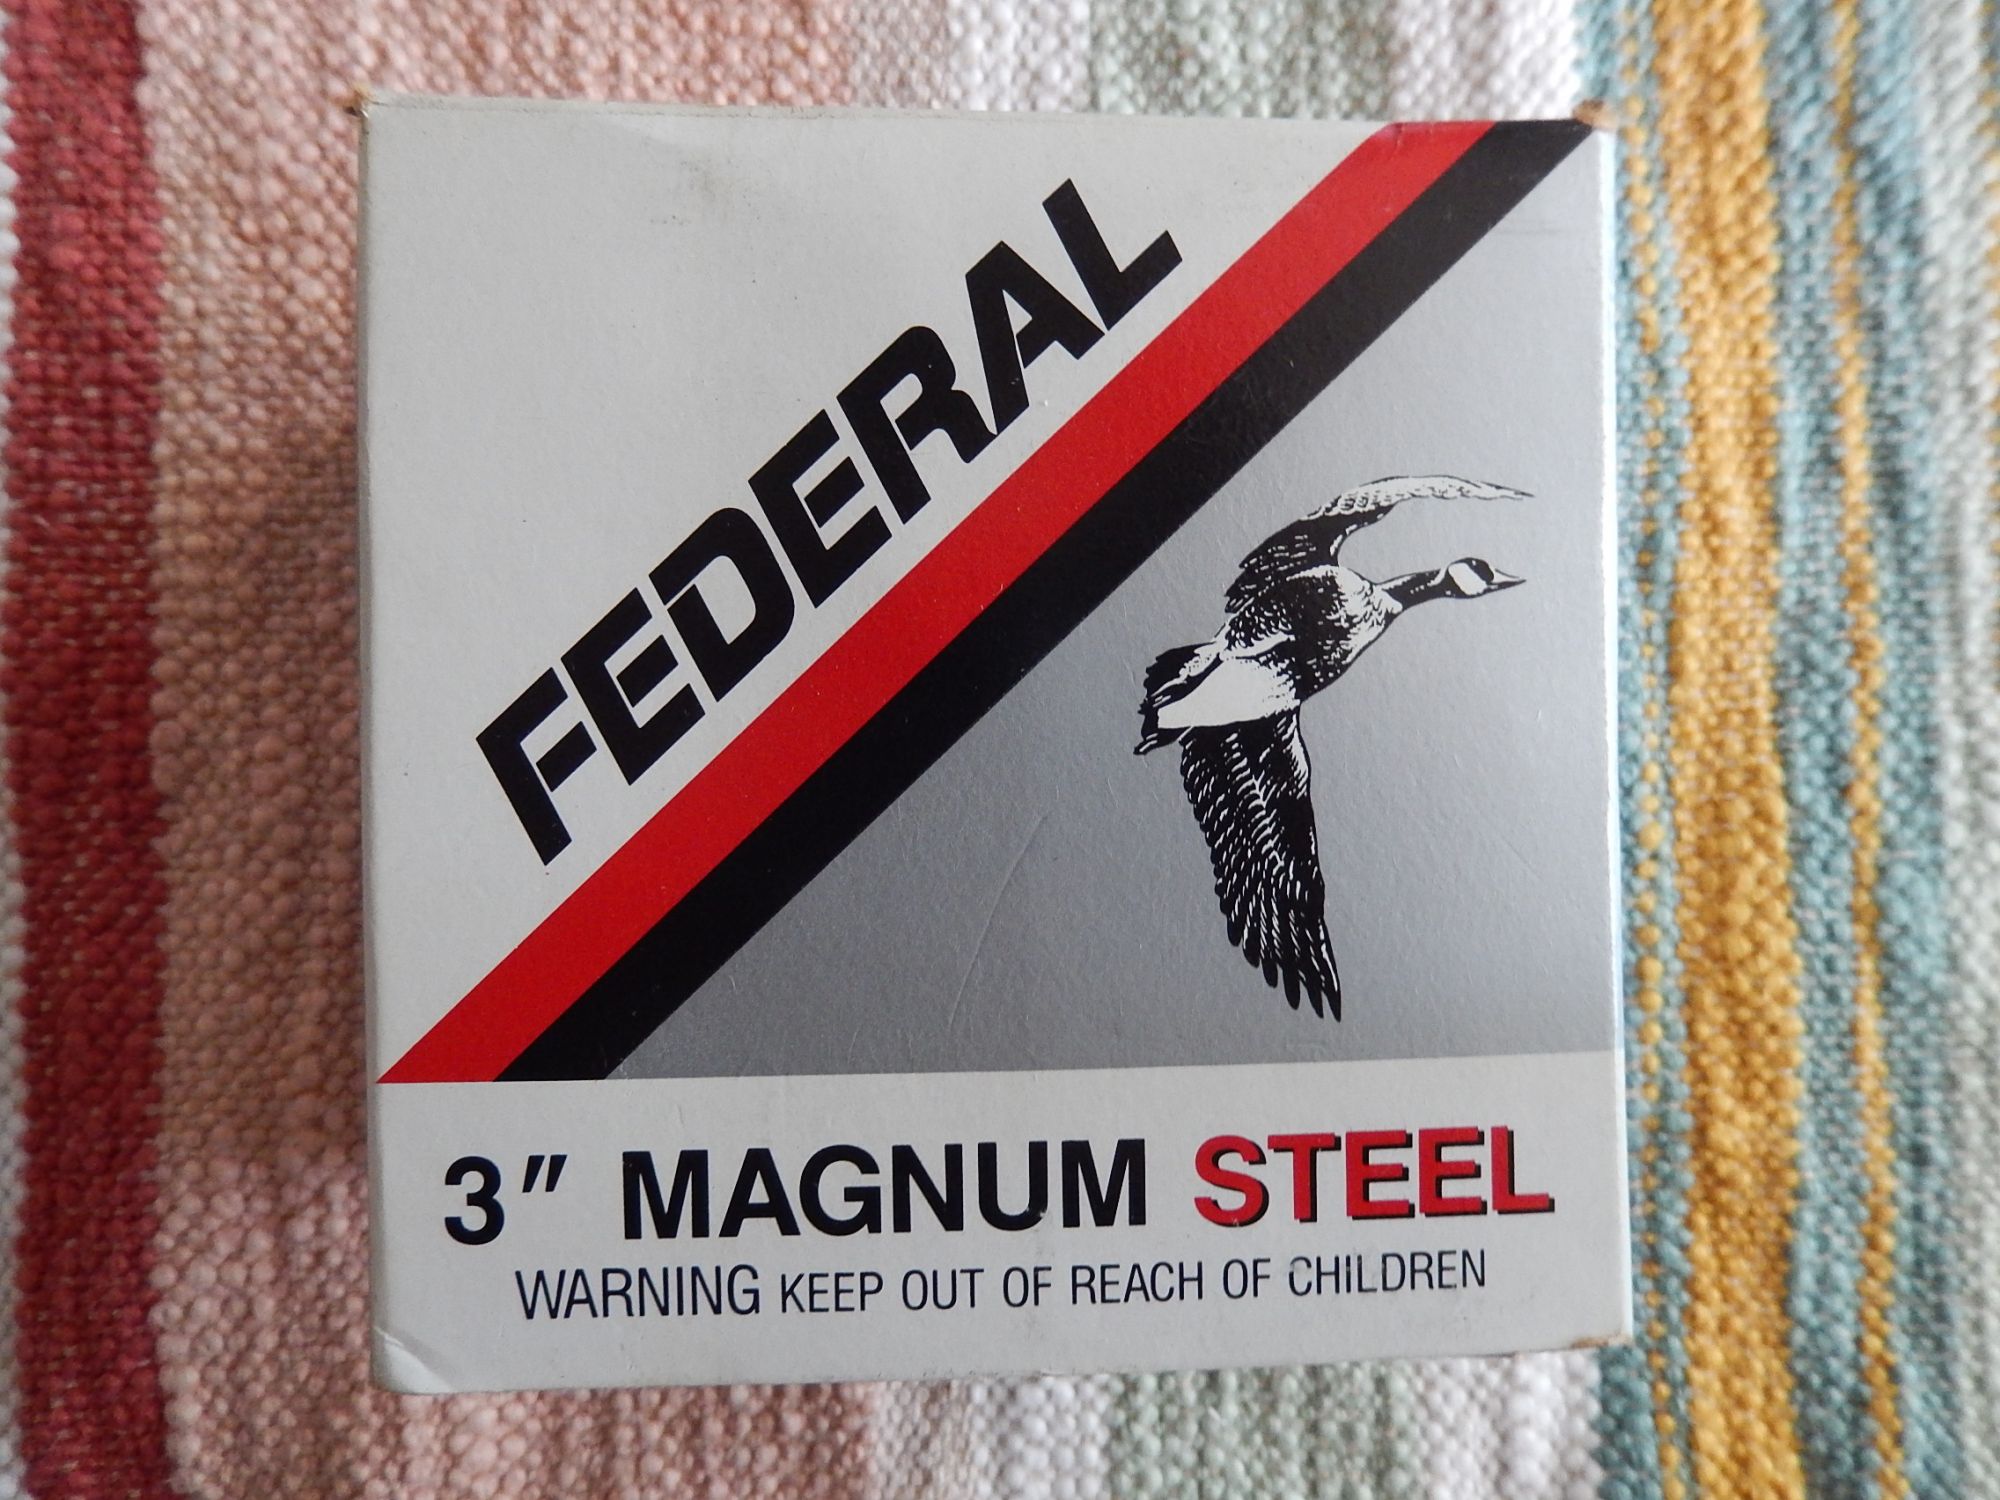 FEDERAL
3" MAGNUM STEEL
WARNING KEEP OUT OF REACH OF CHILDREN